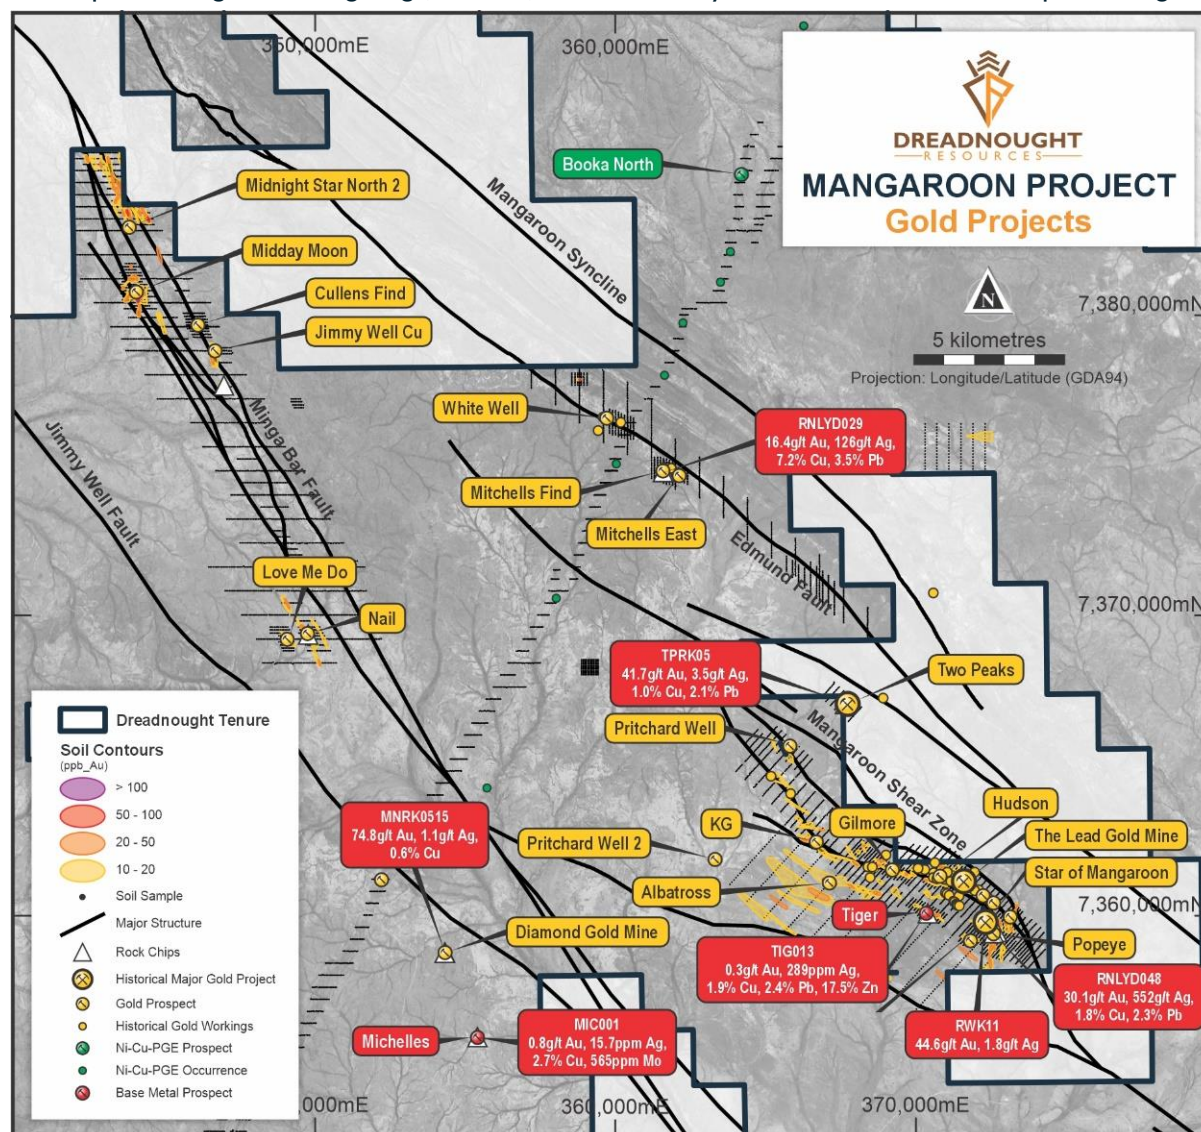 350,000mE
360,000mE
DREADNOUGHT
RESOURCES
MANGAROON PROJECT
Gold Projects
Booka North
Mangaroon Syncline
Midnight Star North 2
Midday Moon
Cullens Find
Jimmy Well Cu
N
7,380,000mN
5 kilometres
Projection: Longitude/Latitude (GDA94)
White Well
Minga Bar Fault
Jimmy Well Fault
RNLYD029
16.4g/t Au, 126g/t Ag,
7.2% Cu, 3.5% Pb
Mitchells Find
Mitchells East
Edmund Fault
Love Me Do
Nail
7,370,000mN
TPRK05
41.7g/t Au, 3.5g/t Ag,
1.0% Cu, 2.1% Pb
Two Peaks
Pritchard Well
Mangaroon Shear Zone
Hudson
MNRK0515
74.8g/t Au, 1.1g/t Ag,
0.6% Cu
KG
Gilmore
The Lead Gold Mine
Pritchard Well 2
Star of Mangaroon
Albatross
7,360,000mN
Tiger
Diamond Gold Mine
Popeye
TIG013
0.3g/t Au, 289ppm Ag,
1.9% Cu, 2.4% Pb, 17.5% Zn
RNLYD048
30.1g/t Au, 552g/t Ag,
1.8% Cu, 2.3% Pb
Michelles
MIC001
0.8g/t Au, 15.7ppm Ag,
2.7% Cu, 565ppm Mo
RWK11
44.6g/t Au, 1.8g/t Ag
Dreadnought Tenure
Soil Contours
(ppb_Au)
> 100
50 - 100
20 - 50
10 - 20
Soil Sample
Major Structure
Rock Chips
Historical Major Gold Project
Gold Prospect
Historical Gold Workings
Ni-Cu-PGE Prospect
Ni-Cu-PGE Occurrence
Base Metal Prospect
360,000mE
370,000mE